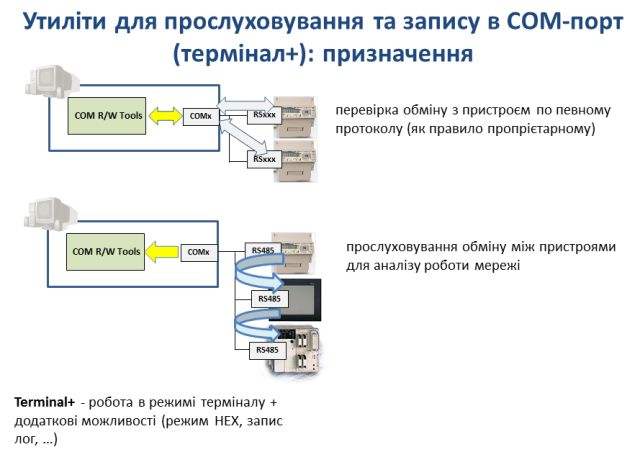 Утиліти для прослуховування та запису в COM-порт
(термінал+): призначення
COM R/W Tools
COMx
RSxxx
RSxxx
перевірка обміну з пристроєм по певному
протоколу (як правило пропрієтарному)
COM R/W Tools
COMx
RS485
RS485
RS485
прослуховування обміну між пристроями
для аналізу роботи мережі
Terminal+ - робота в режимі терміналу +
додаткові можливості (режим HEX, запис
лог, ...)